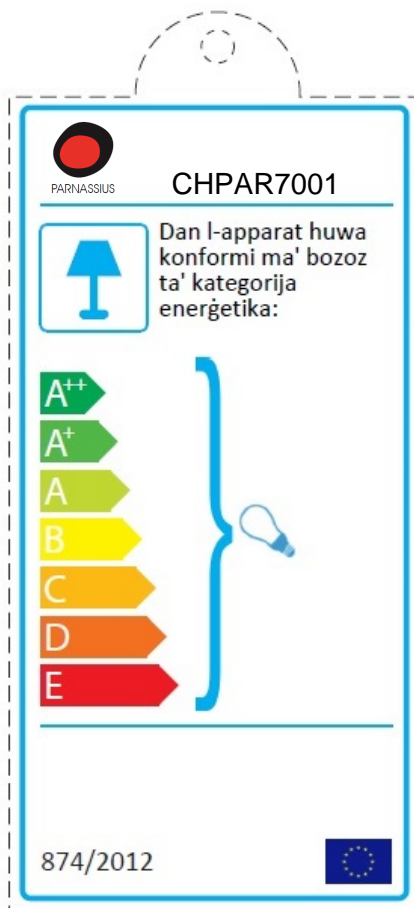 PARNASSIUS
CHPAR7001
Dan l-apparat huwa
konformi ma' bozoz
ta' kategorija
enerġetika:
A++
A+
A
B
C
D
E
874/2012